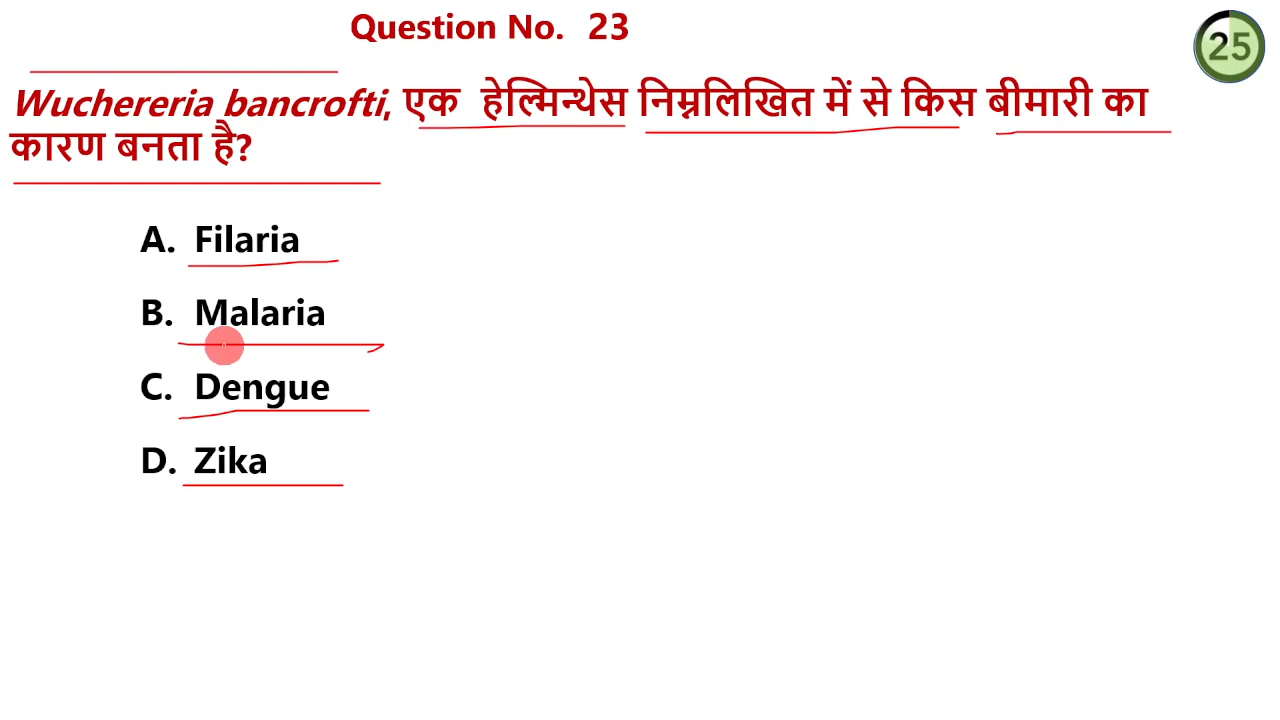 Question No. 23
25
Wuchereria bancrofti, एक हेल्मिन्थेस निम्नलिखित में से किस बीमारी का
कारण बनता है?
A. Filaria
B. Malaria
C. Dengue
D. Zika